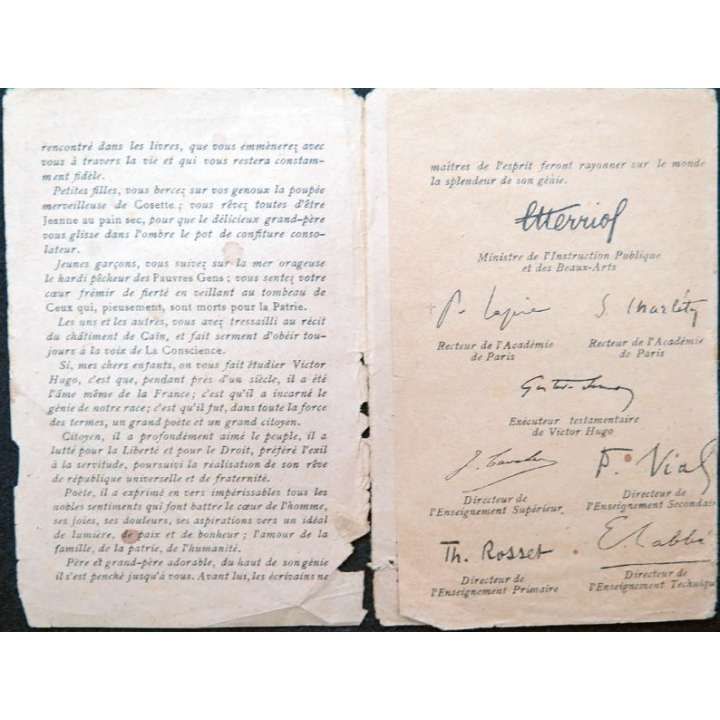 rencontré dans les livres, que vous emmènerez avec
vous à travers la vie et qui vous restera constam-
ment fidèle.
Petites filles, vous bercez sur vos genoux la poupée
merveilleuse de Cosette ; vous rêvez toutes d'être
Jeanne au pain sec, pour que le délicieux grand-père
vous glisse dans l'ombre le pot de confiture conso-
lateur.
Jeunes garçons, vous suivez sur la mer orageuse
le hardi pêcheur des Pauvres Gens ; vous sentez votre
cœur frémir de fierté en veillant au tombeau de
Ceux qui, pieusement, sont morts pour la Patrie.
Les uns et les autres, vous avez tressailli au récit
du châtiment de Caïn, et fait serment d'obéir tou-
jours à la voix de La Conscience.
Si, mes chers enfants, on vous fait étudier Victor
Hugo, c'est que, pendant près d'un siècle, il a été
l'âme même de la France ; c'est qu'il a incarné le
génie de notre race; c'est qu'il fut, dans toute la force
des termes, un grand poète et un grand citoyen.
Citoyen, il a profondément aimé le peuple, il a
lutté pour la Liberté et pour le Droit, préféré l'exil
à la servitude, poursuivi la réalisation de son rêve
de république universelle et de fraternité.
Poète, il a exprimé en vers impérissables tous les
nobles sentiments qui font battre le cœur de l'homme,
ses joies, ses douleurs, ses aspirations vers un idéal
de lumière, de paix et de bonheur ; l'amour de la
famille, de la patrie, de l'humanité.
Père et grand-père adorable, du haut de son génie
il s'est penché jusqu'à vous. Avant lui, les écrivains ne
maîtres de l'esprit feront rayonner sur le monde
la splendeur de son génie.
Herriot
Ministre de l'Instruction Publique
et des Beaux-Arts
P. Lapie S. Charléty
Recteur de l'Académie Recteur de l'Académie
de Paris de Paris
Gustave Simon
Exécuteur testamentaire
de Victor Hugo
J. Cavalier F. Vial
Directeur de Directeur de
l'Enseignement Supérieur. l'Enseignement Secondair
Th. Rosset E. Labbé
Directeur de Directeur de
l'Enseignement Primaire l'Enseignement Technique